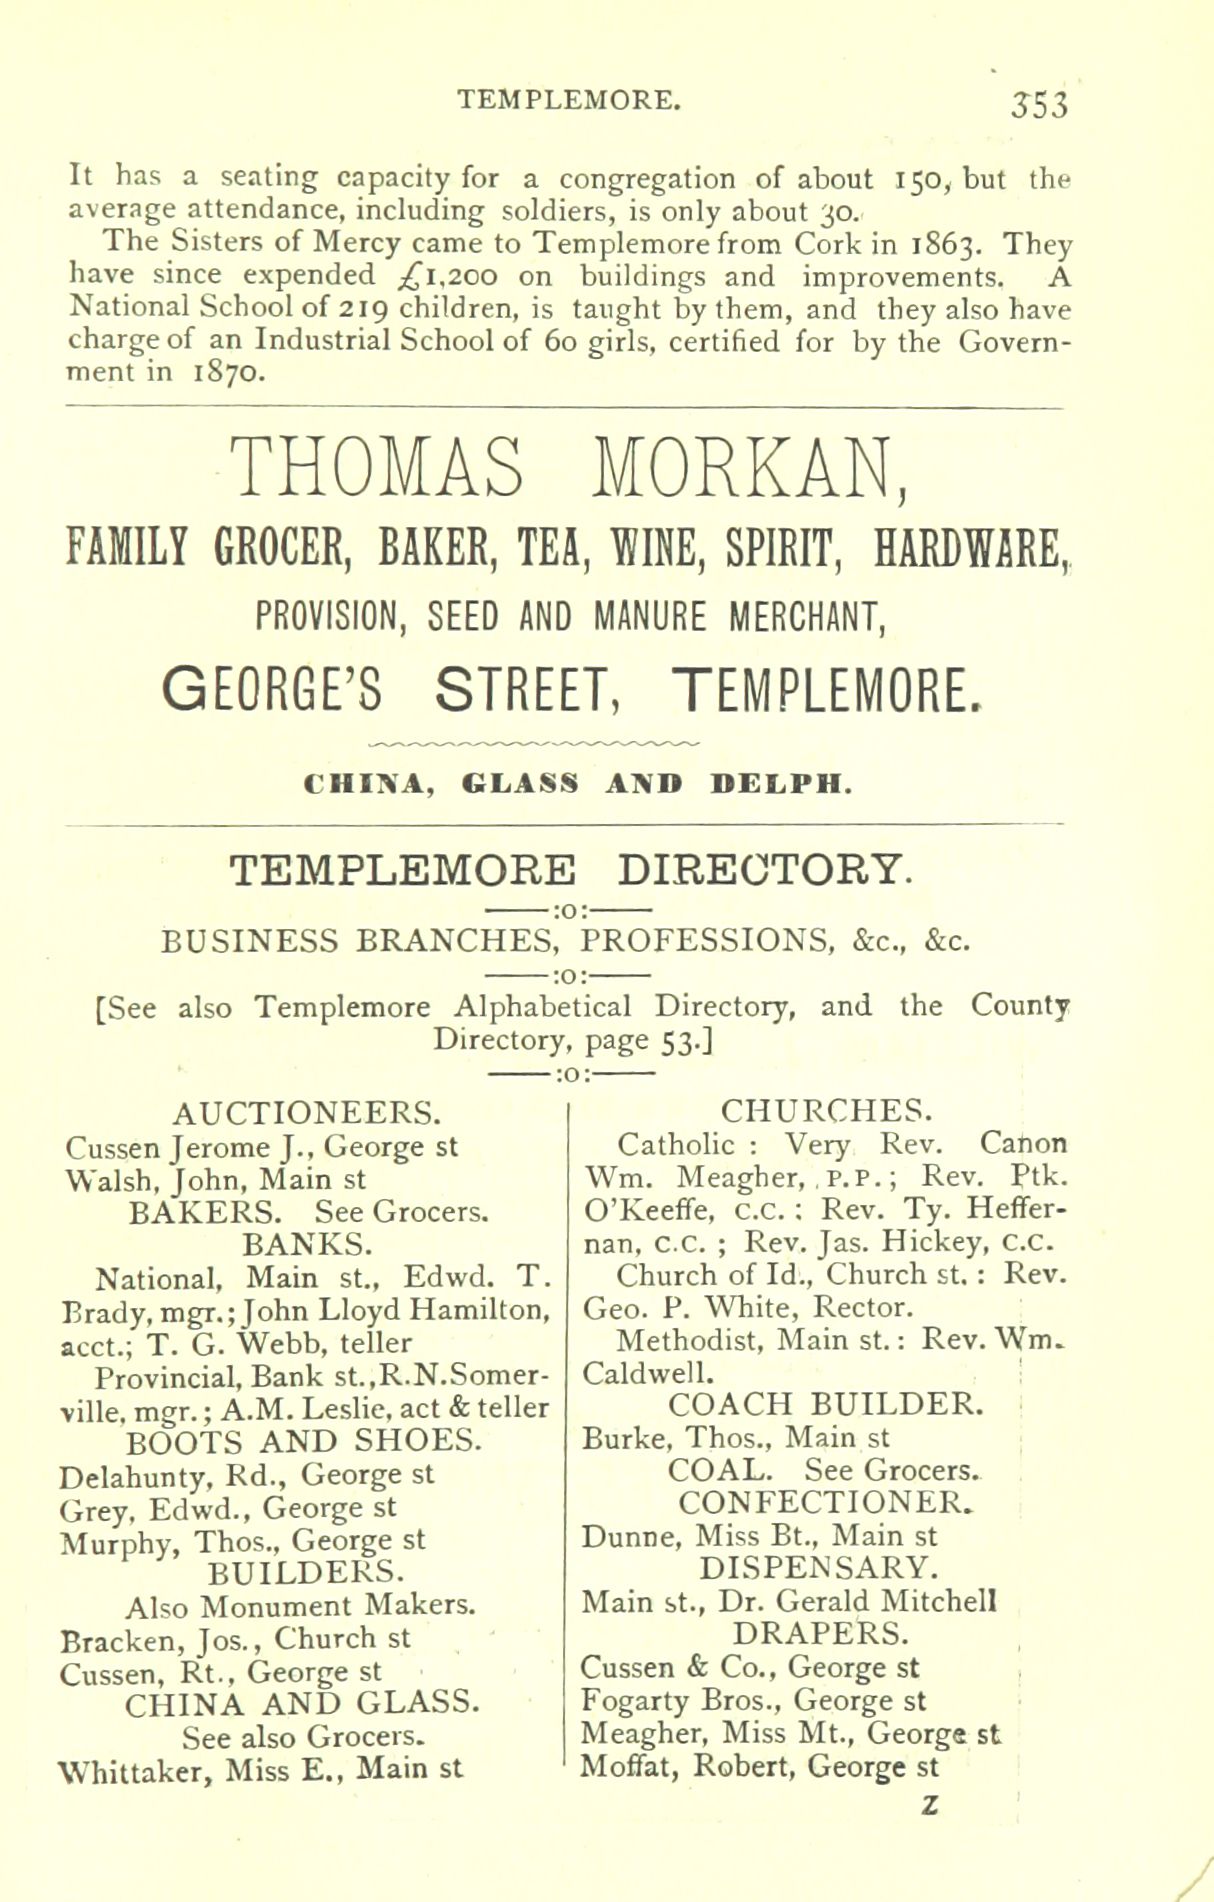 TEMPLEMORE. 353
It has a seating capacity for a congregation of about 150, but the
average attendance, including soldiers, is only about 30.
The Sisters of Mercy came to Templemore from Cork in 1863. They
have since expended £1,200 on buildings and improvements. A
National School of 219 children, is taught by them, and they also have
charge of an Industrial School of 60 girls, certified for by the Govern-
ment in 1870.
THOMAS MORKAN,
FAMILY GROCER, BAKER, TEA, WINE, SPIRIT, HARDWARE,
PROVISION, SEED AND MANURE MERCHANT,
GEORGE'S STREET, TEMPLEMORE.
CHINA, GLASS AND DELPH.
TEMPLEMORE DIRECTORY.
——:o:——
BUSINESS BRANCHES, PROFESSIONS, &c., &c.
——:o:——
[See also Templemore Alphabetical Directory, and the County
Directory, page 53.]
——:o:——
AUCTIONEERS.
Cussen Jerome J., George st
Walsh, John, Main st
BAKERS. See Grocers.
BANKS.
National, Main st., Edwd. T.
Brady, mgr.; John Lloyd Hamilton,
acct.; T. G. Webb, teller
Provincial, Bank st., R.N.Somer-
ville, mgr.; A.M. Leslie, act & teller
BOOTS AND SHOES.
Delahunty, Rd., George st
Grey, Edwd., George st
Murphy, Thos., George st
BUILDERS.
Also Monument Makers.
Bracken, Jos., Church st
Cussen, Rt., George st
CHINA AND GLASS.
See also Grocers.
Whittaker, Miss E., Main st
CHURCHES.
Catholic : Very Rev. Canon
Wm. Meagher, P.P.; Rev. Ptk.
O'Keeffe, C.C.: Rev. Ty. Heffer-
nan, C.C. ; Rev. Jas. Hickey, C.C.
Church of Id., Church st.: Rev.
Geo. P. White, Rector.
Methodist, Main st.: Rev. Wm.
Caldwell.
COACH BUILDER.
Burke, Thos., Main st
COAL. See Grocers.
CONFECTIONER.
Dunne, Miss Bt., Main st
DISPENSARY.
Main st., Dr. Gerald Mitchell
DRAPERS.
Cussen & Co., George st
Fogarty Bros., George st
Meagher, Miss Mt., George st
Moffat, Robert, George st
Z